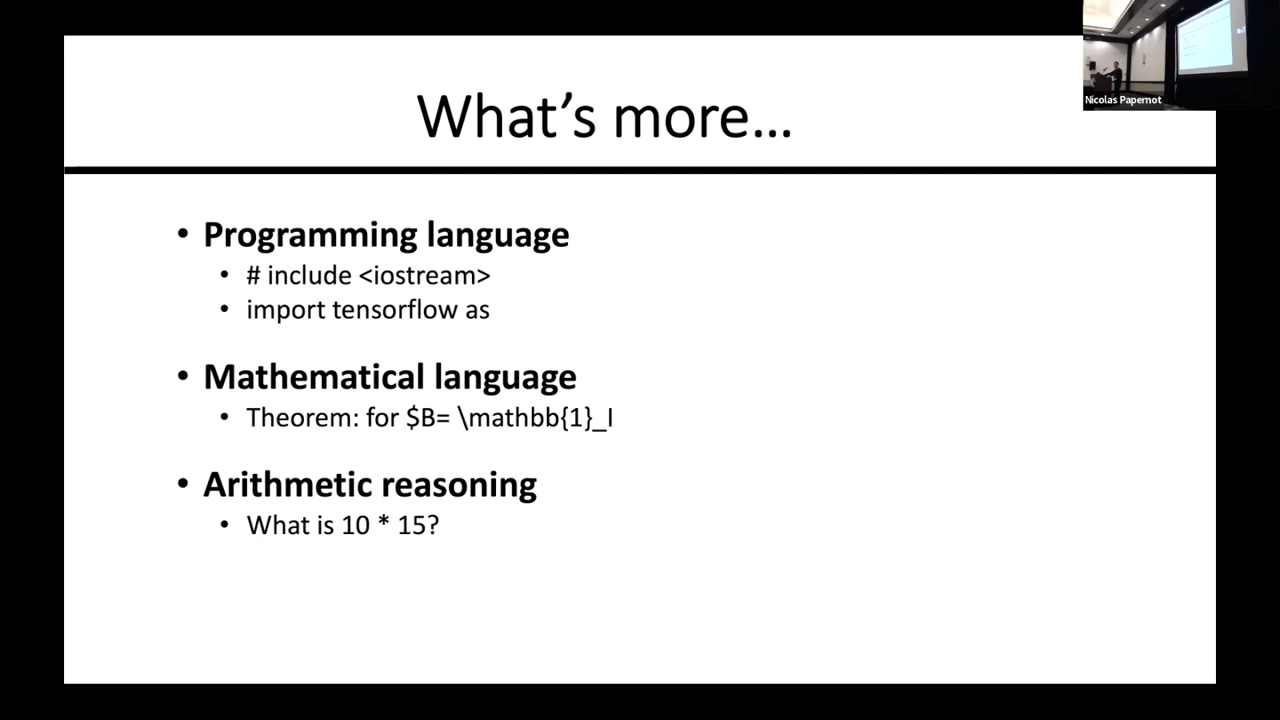 Nicolas Papernot
What's more...
• Programming language
• # include <iostream>
• import tensorflow as
• Mathematical language
• Theorem: for $B= \mathbb{1}_I
• Arithmetic reasoning
• What is 10 * 15?